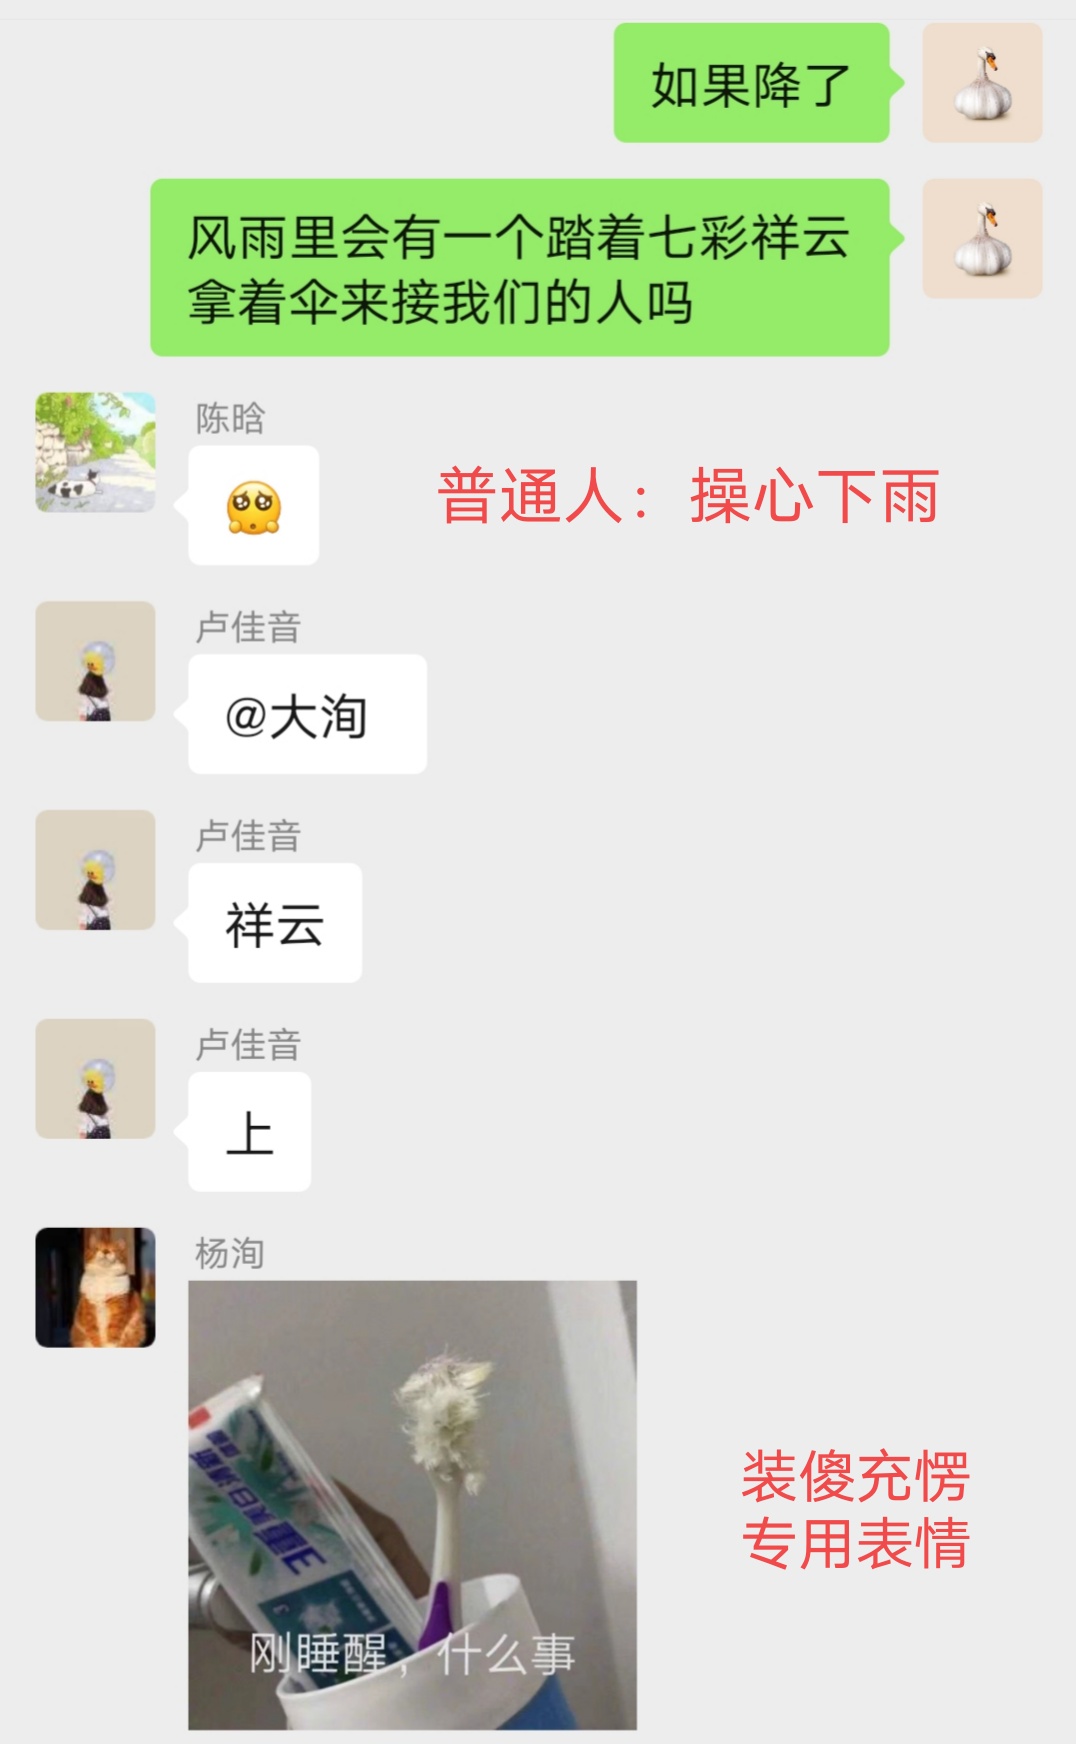 如果降了
风雨里会有一个踏着七彩祥云
拿着伞来接我们的人吗
陈晗
普通人：操心下雨
卢佳音
@大洵
卢佳音
祥云
卢佳音
上
杨洵
装傻充愣
专用表情
刚睡醒，什么事